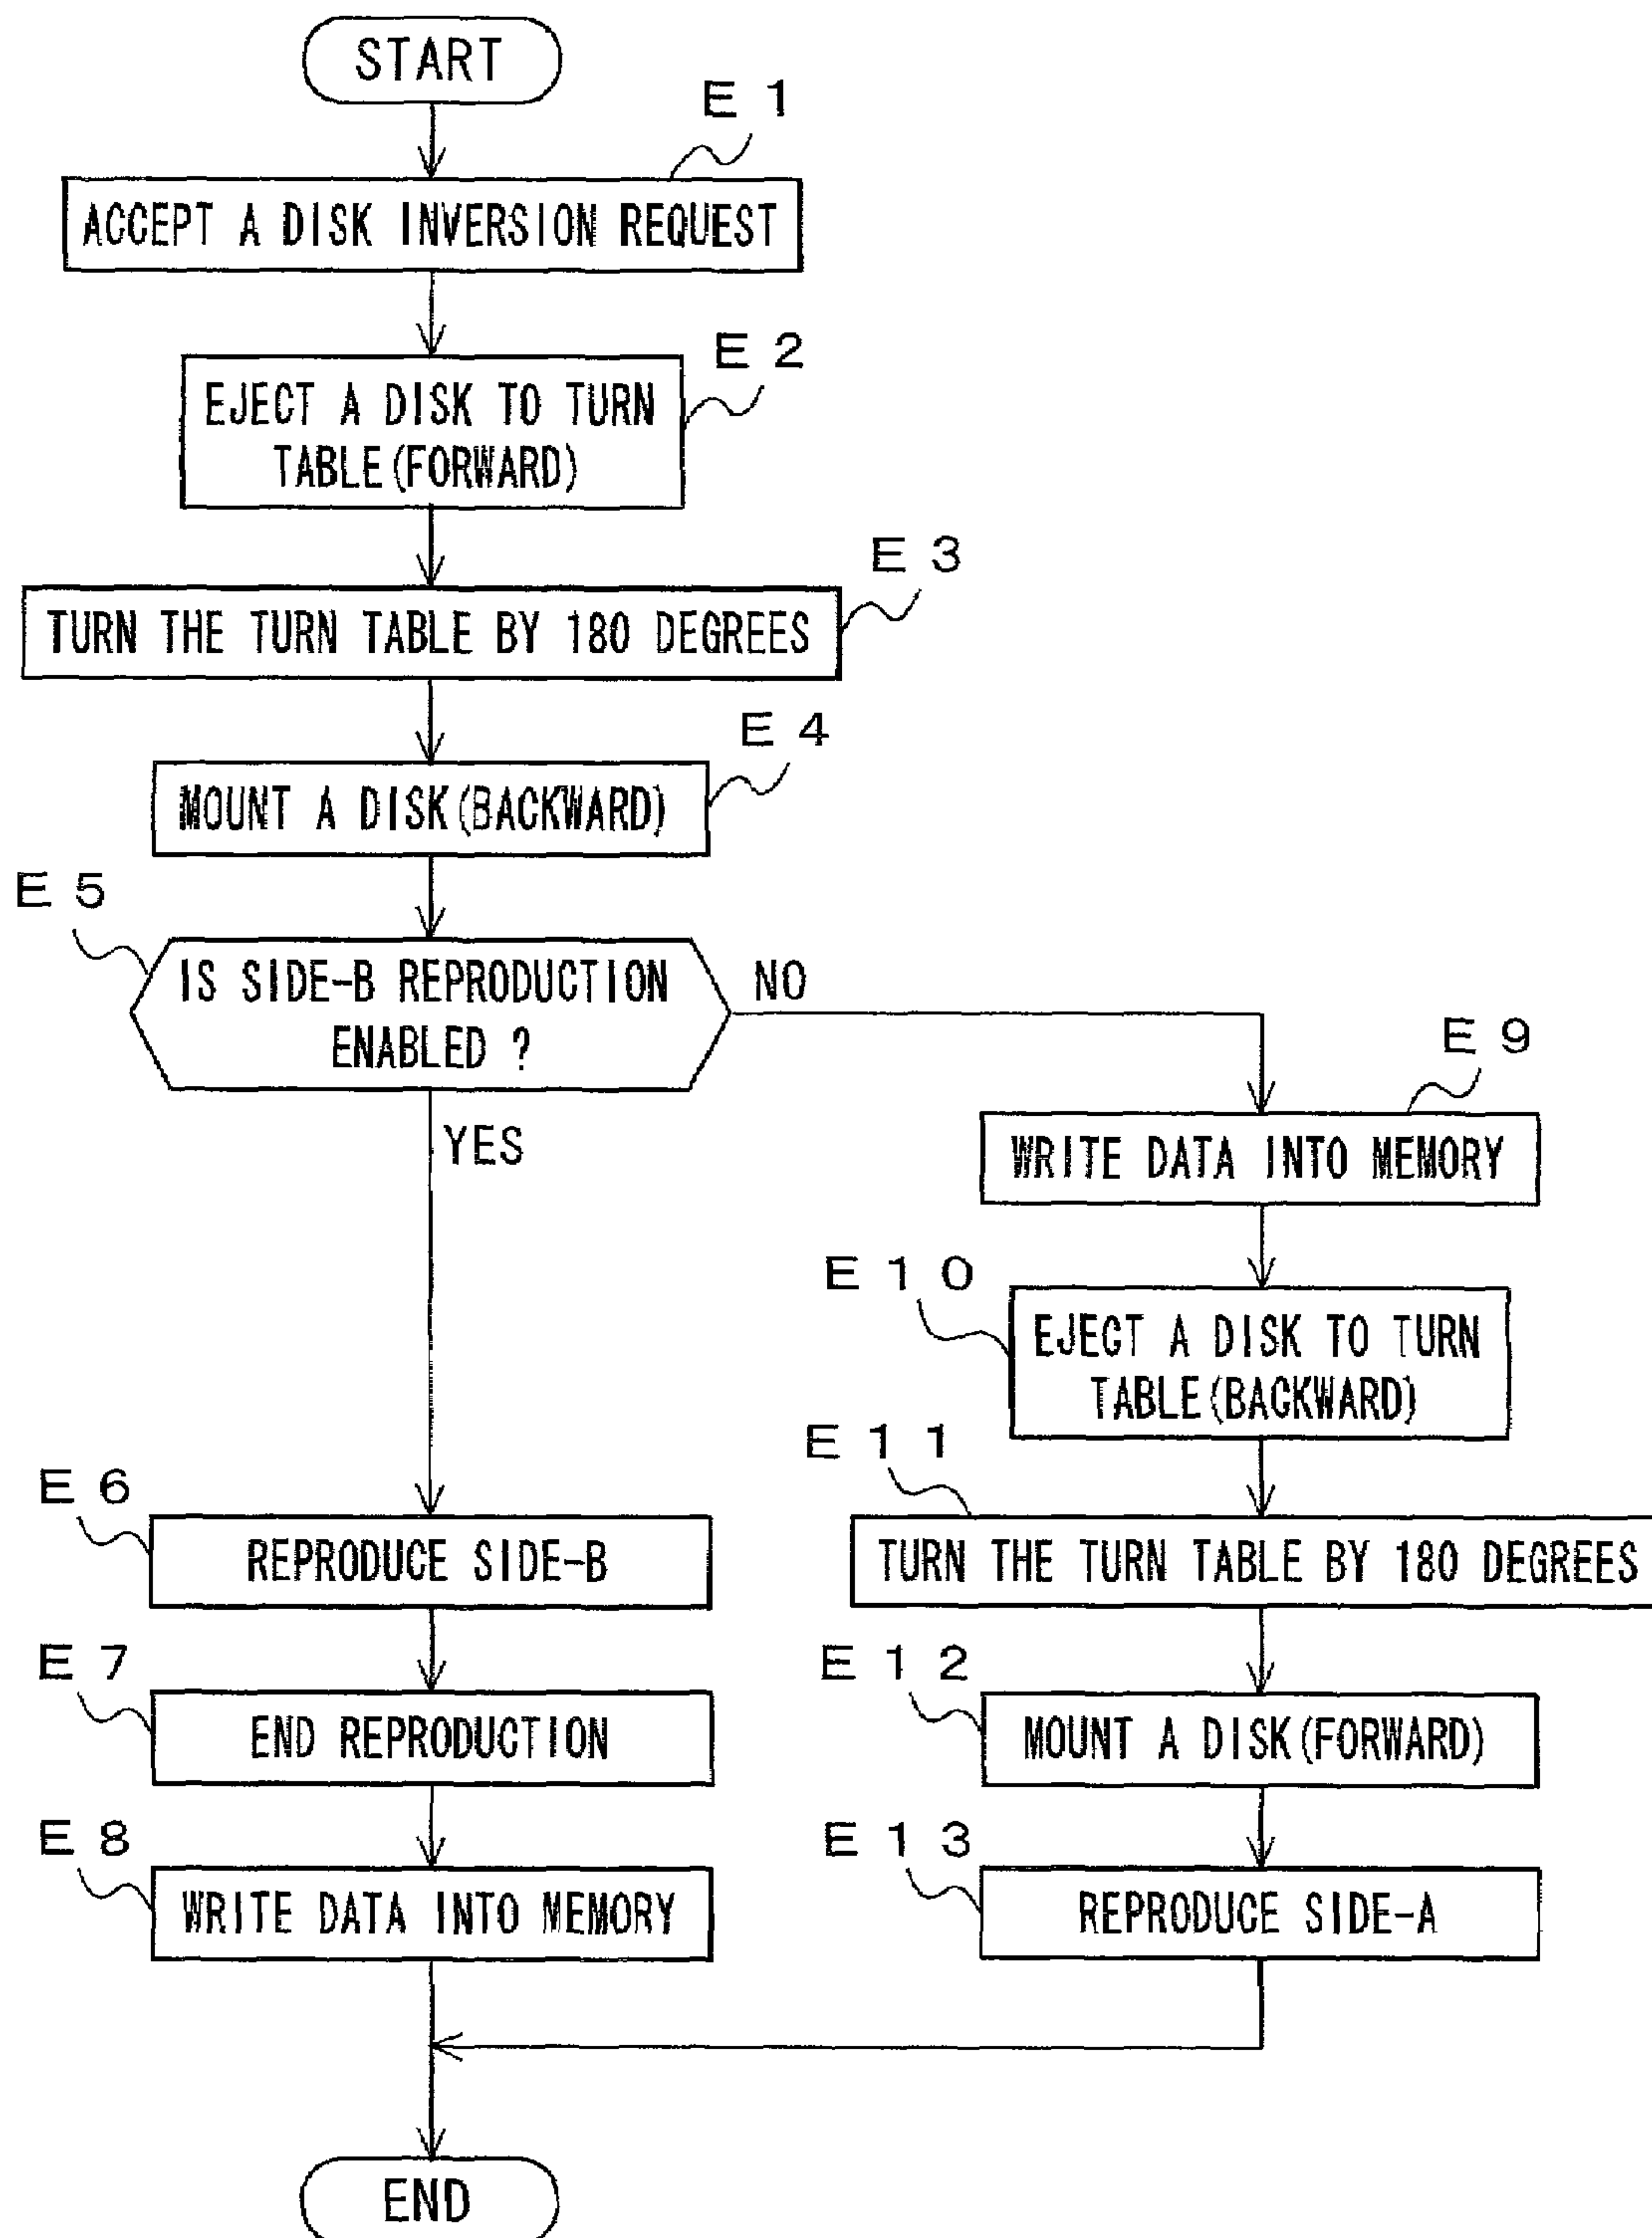 START
E 1
ACCEPT A DISK INVERSION REQUEST
E 2
EJECT A DISK TO TURN
TABLE(FORWARD)
E 3
TURN THE TURN TABLE BY 180 DEGREES
E 4
MOUNT A DISK(BACKWARD)
E 5
IS SIDE-B REPRODUCTION
ENABLED ?
NO
YES
E 6
REPRODUCE SIDE-B
E 7
END REPRODUCTION
E 8
WRITE DATA INTO MEMORY
E 9
WRITE DATA INTO MEMORY
E 1 0
EJECT A DISK TO TURN
TABLE(BACKWARD)
E 1 1
TURN THE TURN TABLE BY 180 DEGREES
E 1 2
MOUNT A DISK(FORWARD)
E 1 3
REPRODUCE SIDE-A
END